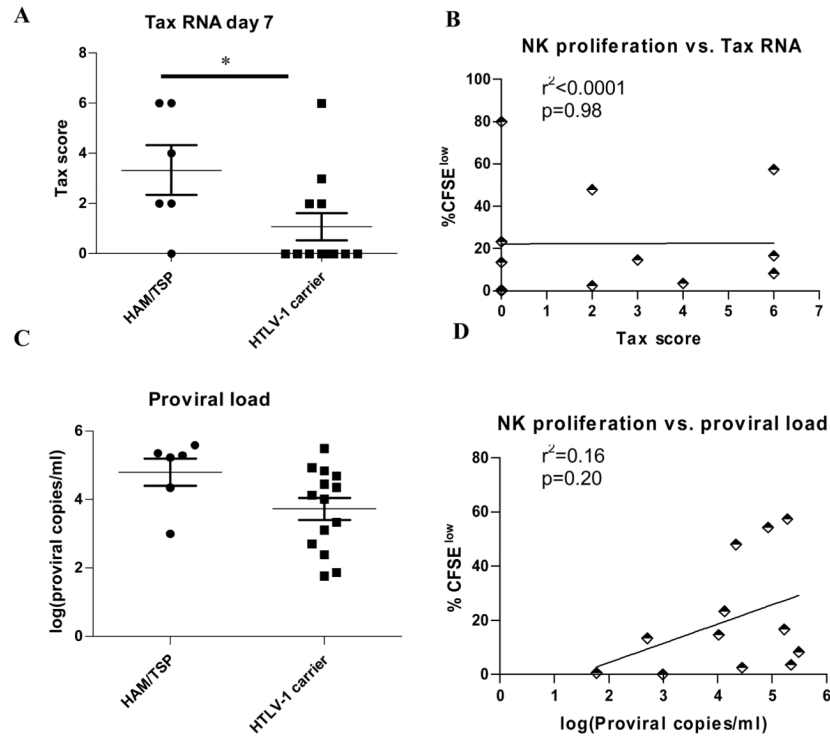 A
Tax RNA day 7
*
Tax score
8
6
4
2
0
HAM/TSP
HTLV-1 carrier
B
NK proliferation vs. Tax RNA
r²<0.0001
p=0.98
%CFSE^low
100
80
60
40
20
0
0 1 2 3 4 5 6 7
Tax score
C
Proviral load
log(proviral copies/ml)
6
4
2
0
HAM/TSP
HTLV-1 carrier
D
NK proliferation vs. proviral load
r²=0.16
p=0.20
% CFSE^low
80
60
40
20
0
0 1 2 3 4 5 6
log(Proviral copies/ml)